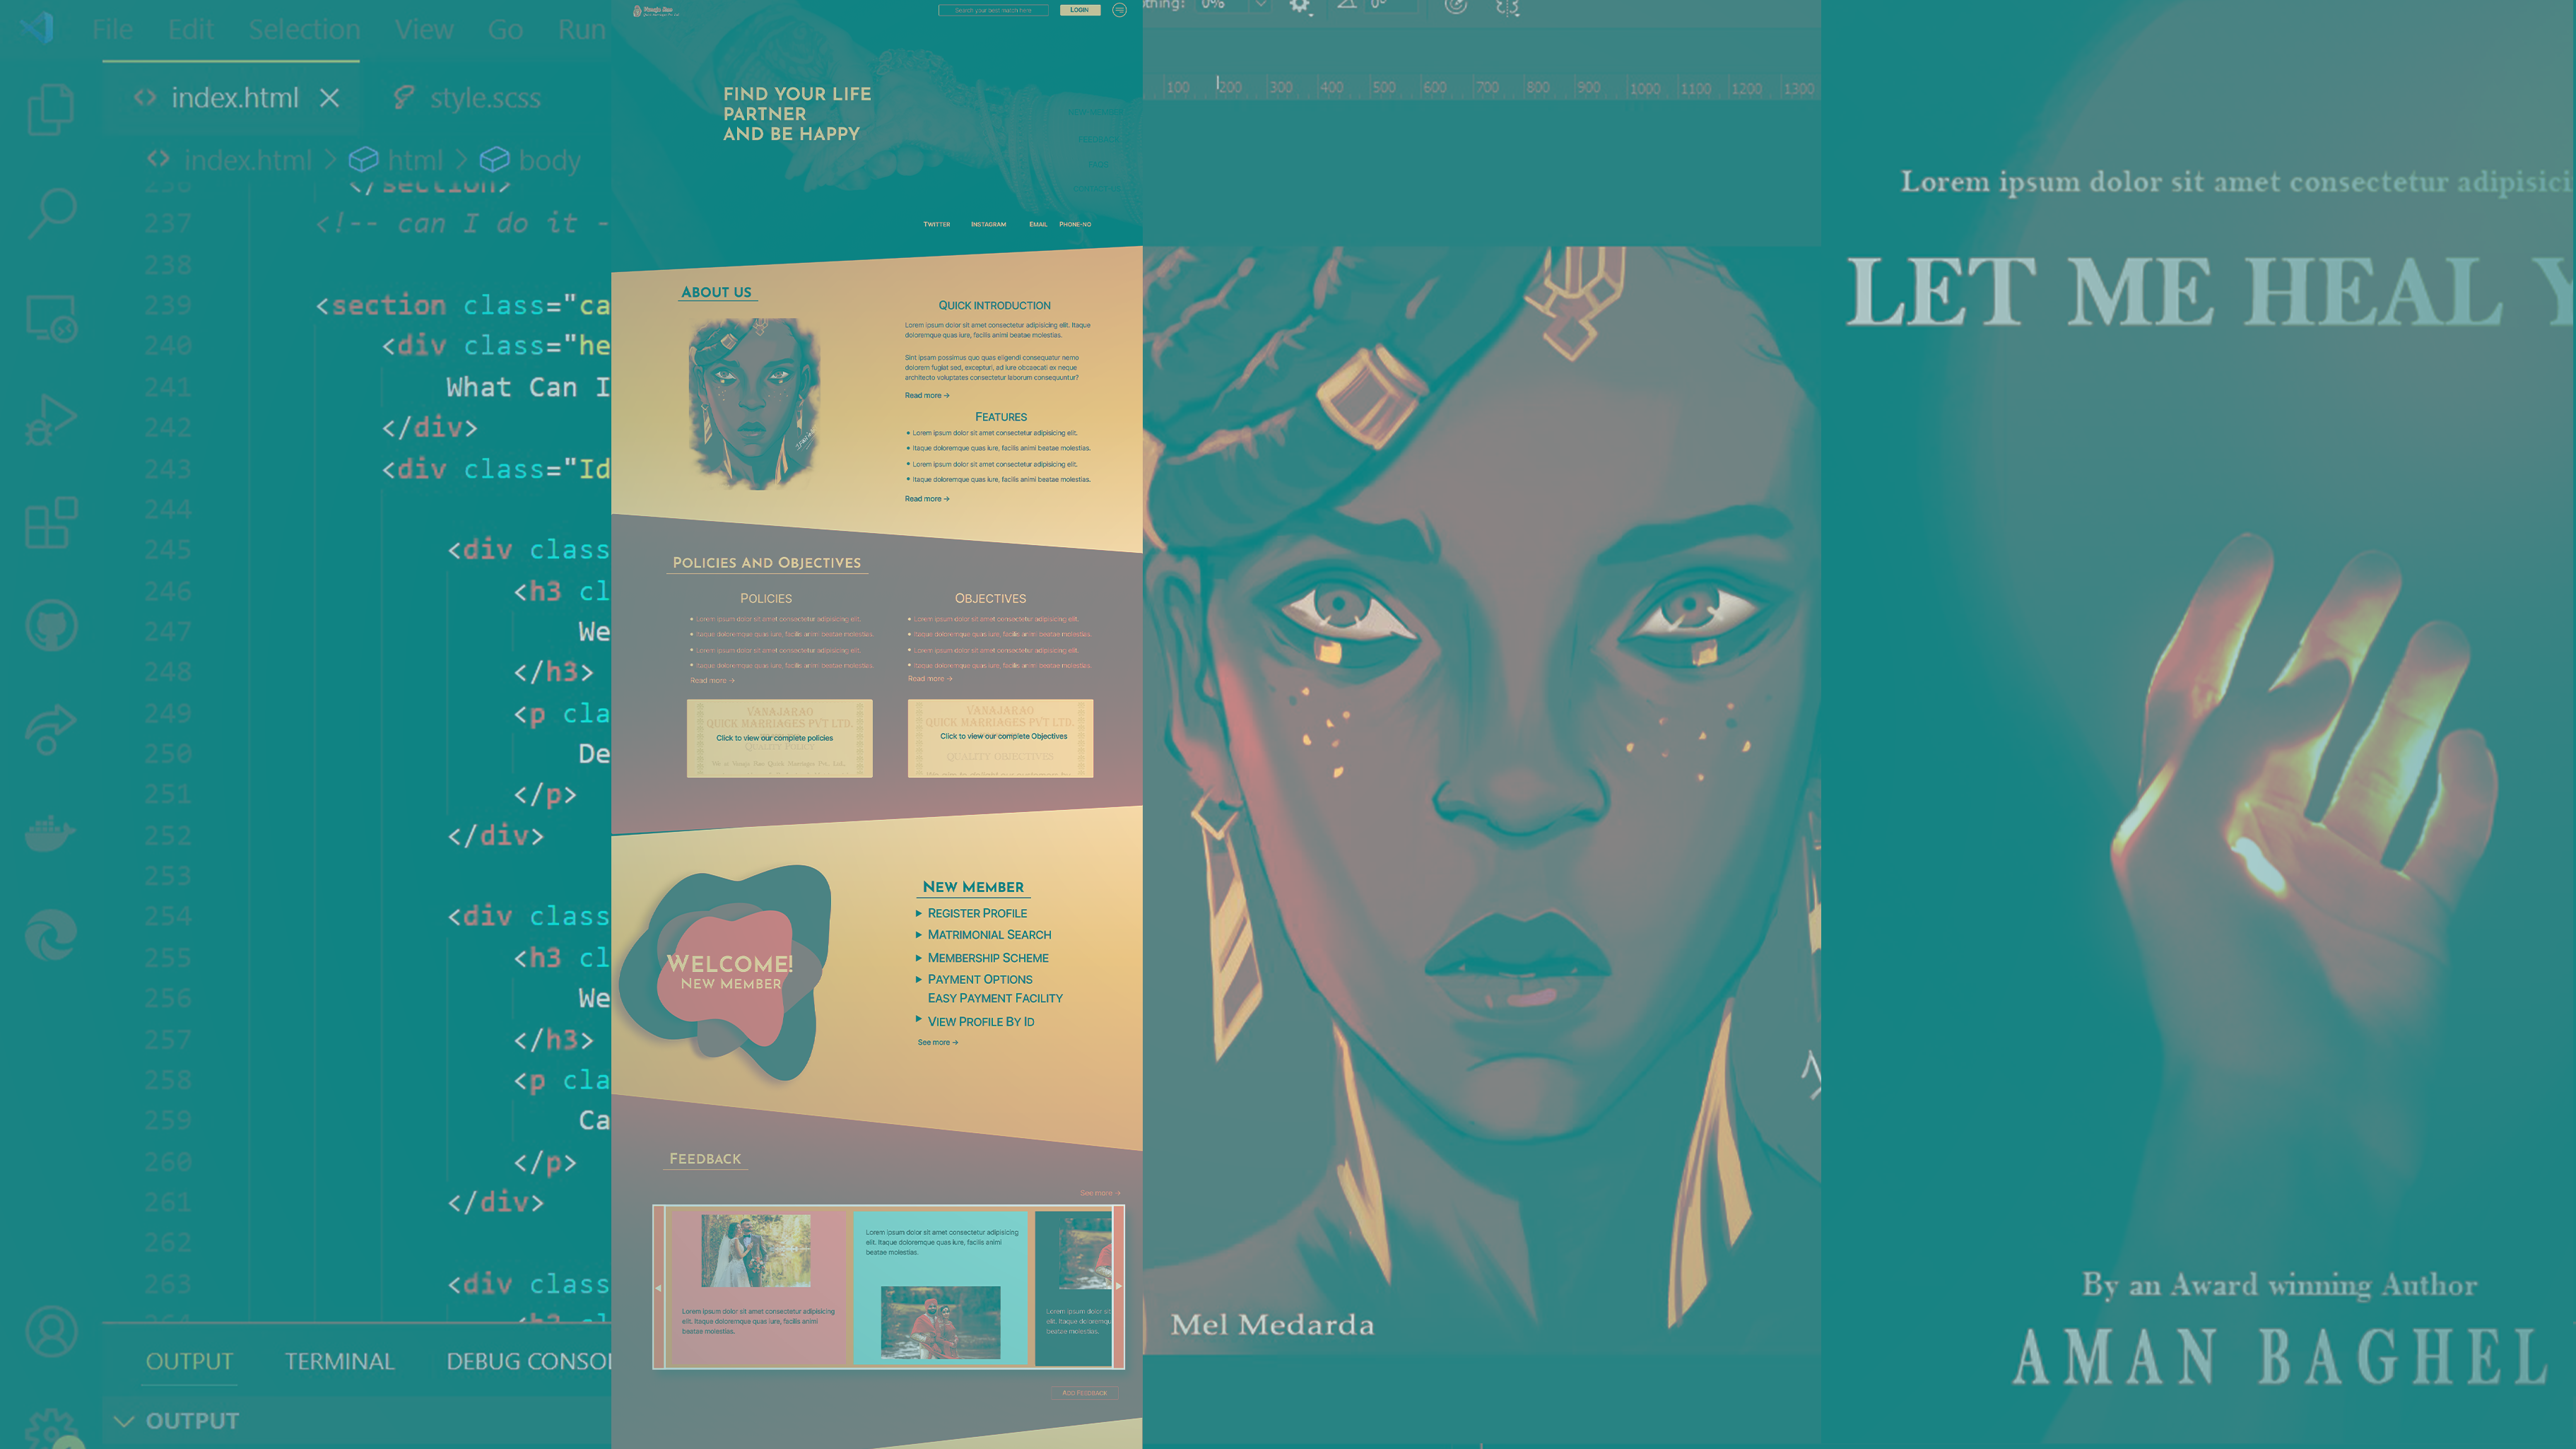 File Edit Selection View Go Run
index.html
style.scss
index.html > html > body
</section>
237 <!-- can I do it -
238
239 <section class="ca
240 <div class="he
241 What Can I
242 </div>
243 <div class="Id
244
245 <div class
246 <h3 cl
247 We
248 </h3>
249 <p cla
250 De
251 </p>
252 </div>
253
254 <div class
255 <h3 cl
256 We
257 </h3>
258 <p cla
259 Ca
260 </p>
261 </div>
262
263 <div class
OUTPUT TERMINAL DEBUG CONSO
OUTPUT
Search your best match here
LOGIN
FIND YOUR LIFE
PARTNER
AND BE HAPPY
NEW MEMBER
FEEDBACK
FAQS
CONTACT US
TWITTER INSTAGRAM EMAIL PHONE-NO
ABOUT US
QUICK INTRODUCTION
Lorem ipsum dolor sit amet consectetur adipisicing elit. Itaque
doloremque quas iure, facilis animi beatae molestias.
Sint ipsam possimus quo quas eligendi consequatur nemo
dolorem fugiat sed, excepturi, ad iure obcaecati ex neque
architecto voluptates consectetur laborum consequuntur?
Read more →
FEATURES
• Lorem ipsum dolor sit amet consectetur adipisicing elit.
• Itaque doloremque quas iure, facilis animi beatae molestias.
• Lorem ipsum dolor sit amet consectetur adipisicing elit.
• Itaque doloremque quas iure, facilis animi beatae molestias.
Read more →
POLICIES AND OBJECTIVES
POLICIES
• Lorem ipsum dolor sit amet consectetur adipisicing elit.
• Itaque doloremque quas iure, facilis animi beatae molestias.
• Lorem ipsum dolor sit amet consectetur adipisicing elit.
• Itaque doloremque quas iure, facilis animi beatae molestias.
Read more →
OBJECTIVES
• Lorem ipsum dolor sit amet consectetur adipisicing elit.
• Itaque doloremque quas iure, facilis animi beatae molestias.
• Lorem ipsum dolor sit amet consectetur adipisicing elit.
• Itaque doloremque quas iure, facilis animi beatae molestias.
Read more →
VANAJARAO
QUICK MARRIAGES PVT LTD.
Click to view our complete policies
QUALITY POLICY
VANAJARAO
QUICK MARRIAGES PVT LTD.
Click to view our complete Objectives
QUALITY OBJECTIVES
WELCOME!
NEW MEMBER
NEW MEMBER
REGISTER PROFILE
MATRIMONIAL SEARCH
MEMBERSHIP SCHEME
PAYMENT OPTIONS
EASY PAYMENT FACILITY
VIEW PROFILE BY ID
See more →
FEEDBACK
See more →
Lorem ipsum dolor sit amet consectetur adipisicing
elit. Itaque doloremque quas iure, facilis animi
beatae molestias.
Lorem ipsum dolor sit amet consectetur adipisicing
elit. Itaque doloremque quas iure, facilis animi
beatae molestias.
Lorem ipsum dolor sit
elit. Itaque doloremqu
beatae molestias.
ADD FEEDBACK
thing: 0% 0°
100 200 300 400 500 600 700 800 900 1000 1100 1200 1300
Mel Medarda
Lorem ipsum dolor sit amet consectetur adipisici
LET ME HEAL Y
By an Award winning Author
AMAN BAGHEL